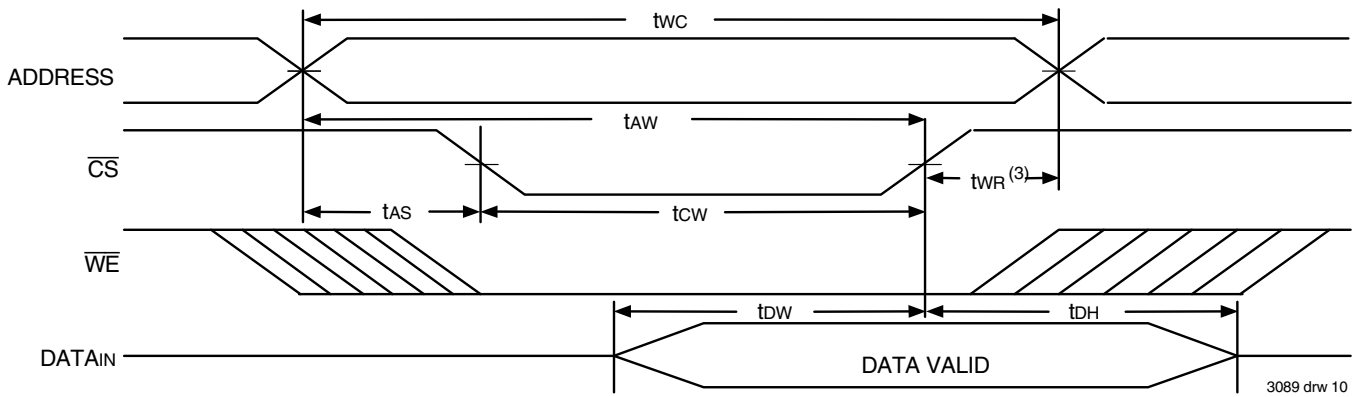 tWC
ADDRESS
tAW
CS
tWR (3)
tAS
tCW
WE
tDW
tDH
DATAIN
DATA VALID
3089 drw 10